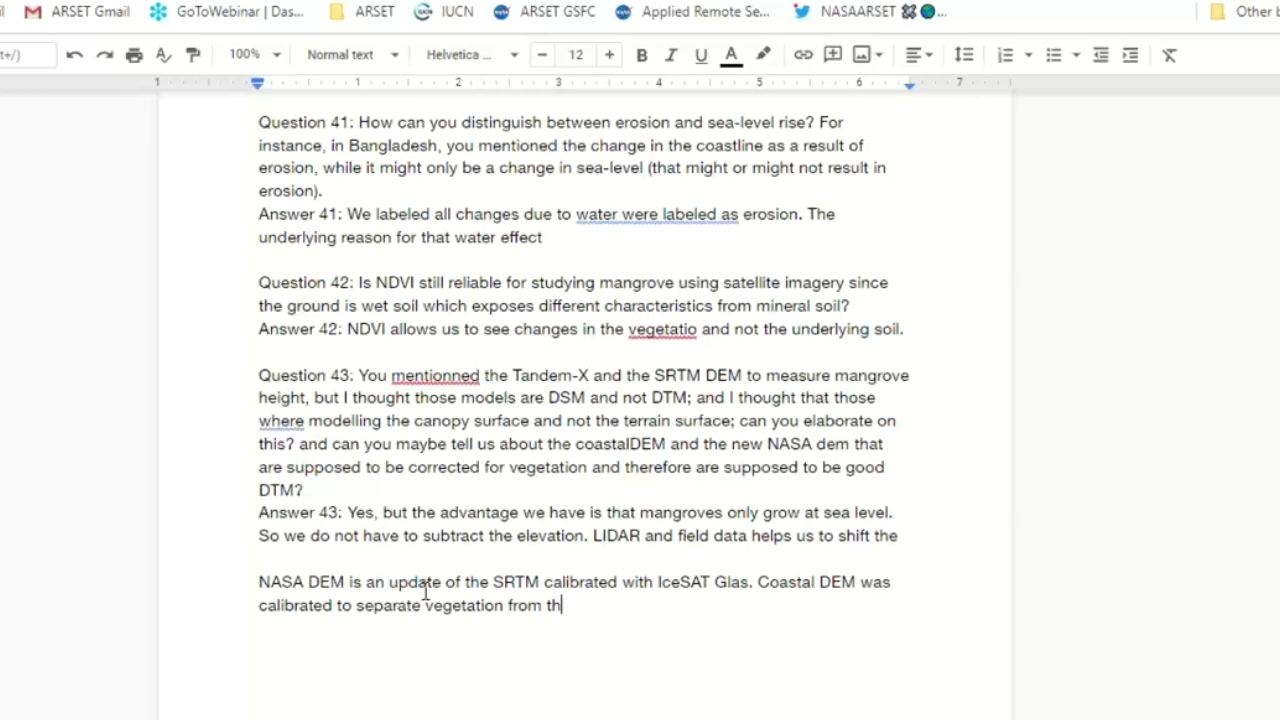 ARSET Gmail GoToWebinar | Das... ARSET IUCN ARSET GSFC Applied Remote Se... NASAARSET ... Other b
t+/) 100% Normal text Helvetica ... − 12 + B I U A
1 1 2 3 4 5 6 7
Question 41: How can you distinguish between erosion and sea-level rise? For
instance, in Bangladesh, you mentioned the change in the coastline as a result of
erosion, while it might only be a change in sea-level (that might or might not result in
erosion).
Answer 41: We labeled all changes due to water were labeled as erosion. The
underlying reason for that water effect
Question 42: Is NDVI still reliable for studying mangrove using satellite imagery since
the ground is wet soil which exposes different characteristics from mineral soil?
Answer 42: NDVI allows us to see changes in the vegetatio and not the underlying soil.
Question 43: You mentionned the Tandem-X and the SRTM DEM to measure mangrove
height, but I thought those models are DSM and not DTM; and I thought that those
where modelling the canopy surface and not the terrain surface; can you elaborate on
this? and can you maybe tell us about the coastalDEM and the new NASA dem that
are supposed to be corrected for vegetation and therefore are supposed to be good
DTM?
Answer 43: Yes, but the advantage we have is that mangroves only grow at sea level.
So we do not have to subtract the elevation. LIDAR and field data helps us to shift the
NASA DEM is an update of the SRTM calibrated with IceSAT Glas. Coastal DEM was
calibrated to separate vegetation from th